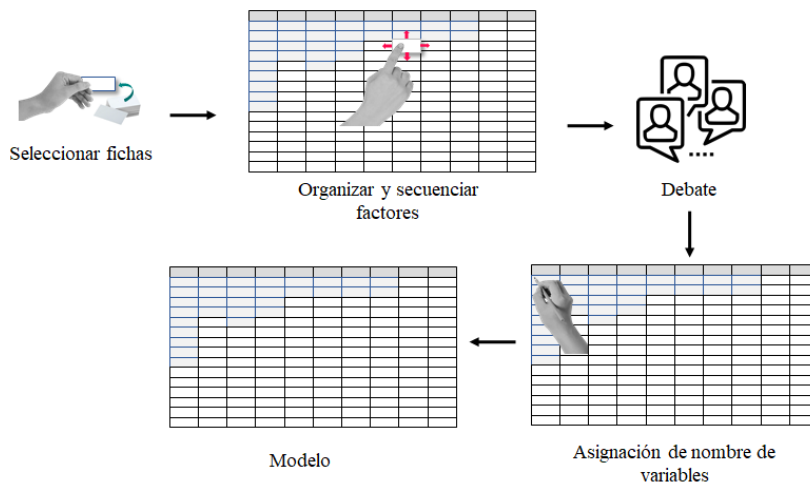 Seleccionar fichas
Organizar y secuenciar
factores
Debate
Asignación de nombre de
variables
Modelo